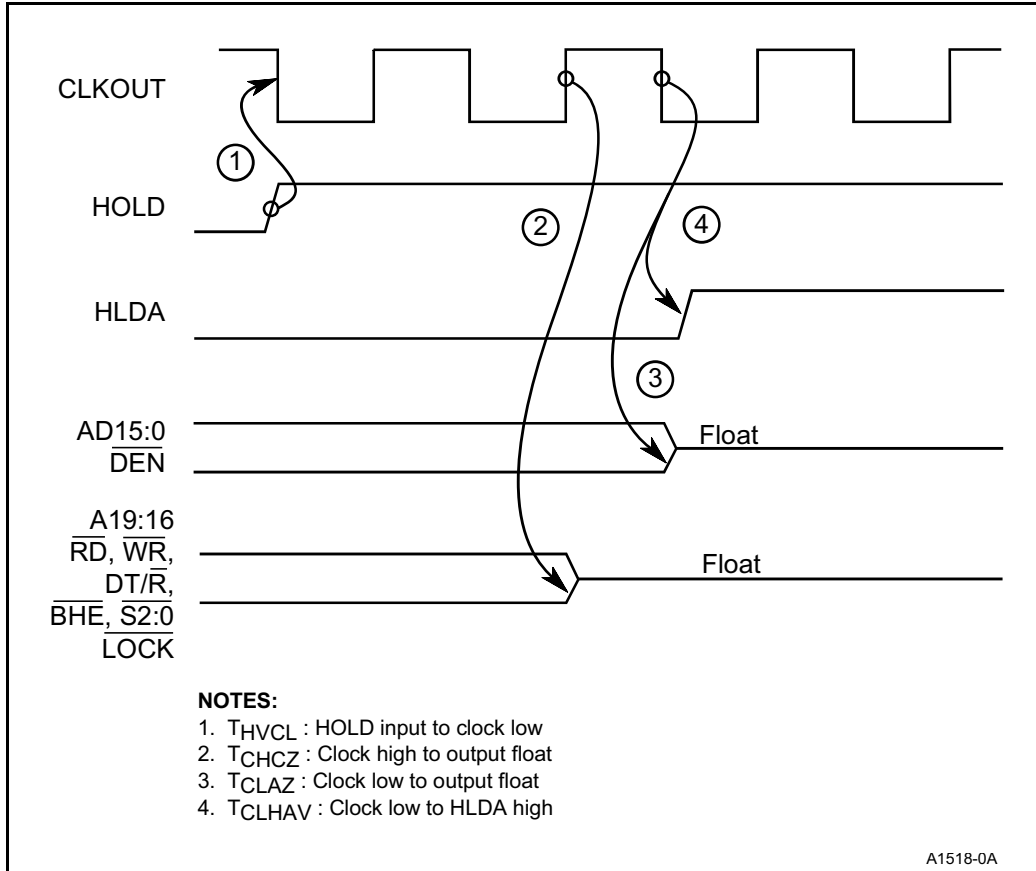 CLKOUT
1
HOLD
2
4
HLDA
3
AD15:0
DEN
Float
A19:16
RD, WR,
DT/R,
BHE, S2:0
LOCK
Float
NOTES:
1. THVCL : HOLD input to clock low
2. TCHCZ : Clock high to output float
3. TCLAZ : Clock low to output float
4. TCLHAV : Clock low to HLDA high
A1518-0A